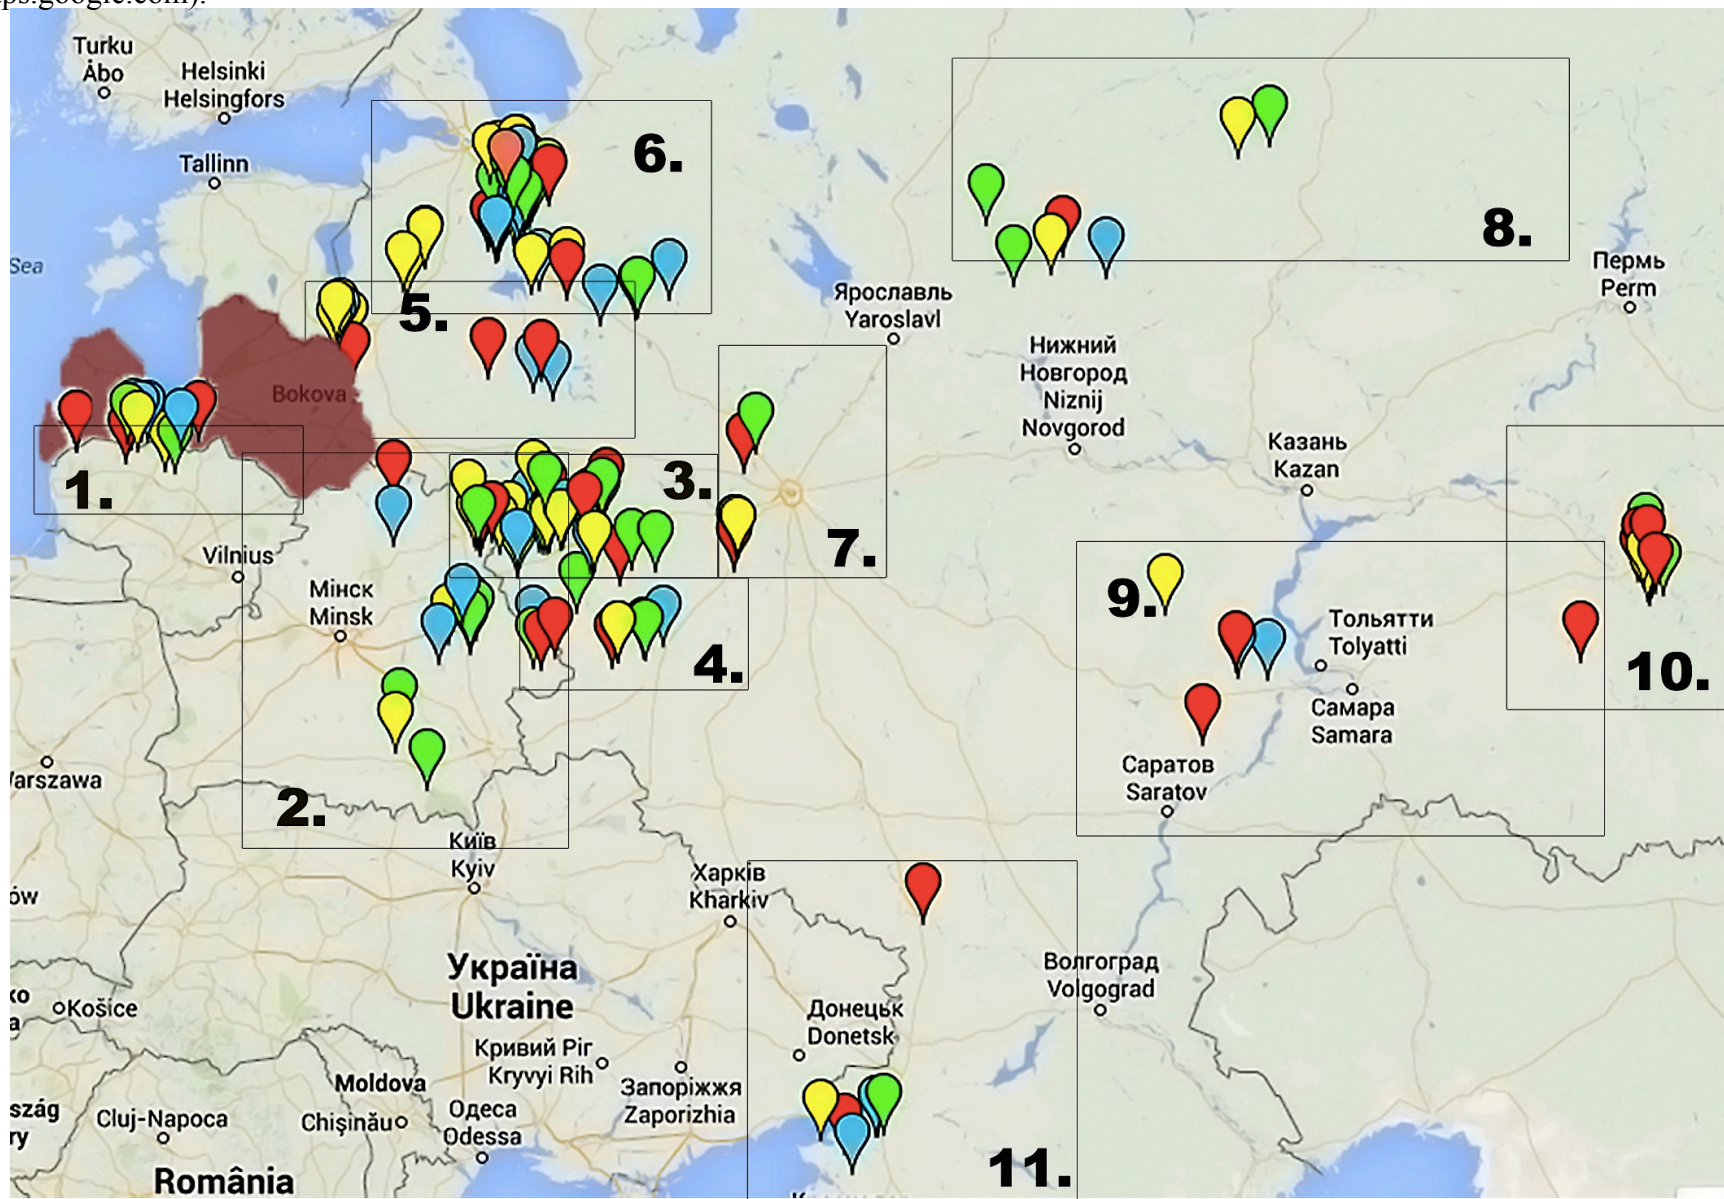 ps.google.com).
Turku
Åbo
Helsinki
Helsingfors
Tallinn
6.
8.
Sea
Пермь
Perm
Ярославль
Yaroslavl
5.
Нижний
Новгород
Niznij
Novgorod
Bokova
Казань
Kazan
1.
3.
7.
Vilnius
Мінск
Minsk
9.
Тольятти
Tolyatti
4.
10.
Самара
Samara
Саратов
Saratov
arszawa
2.
Київ
Kyiv
Харків
Kharkiv
ów
Україна
Ukraine
Волгоград
Volgograd
ko
a
Košice
Донецьк
Donetsk
Кривий Ріг
Kryvyi Rih
Запоріжжя
Zaporizhia
Moldova
szág
ry
Cluj-Napoca
Chişinău
Одеса
Odessa
11.
România